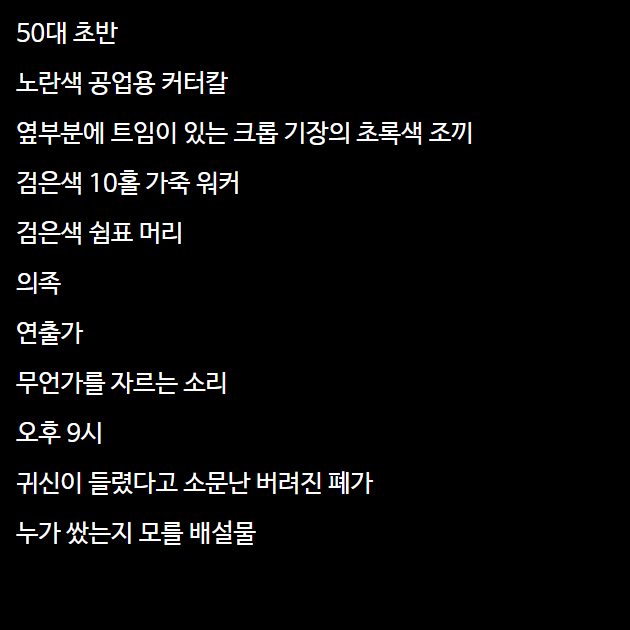 50대 초반
노란색 공업용 커터칼
옆부분에 트임이 있는 크롭 기장의 초록색 조끼
검은색 10홀 가죽 워커
검은색 쉼표 머리
의족
연출가
무언가를 자르는 소리
오후 9시
귀신이 들렸다고 소문난 버려진 폐가
누가 쌌는지 모를 배설물